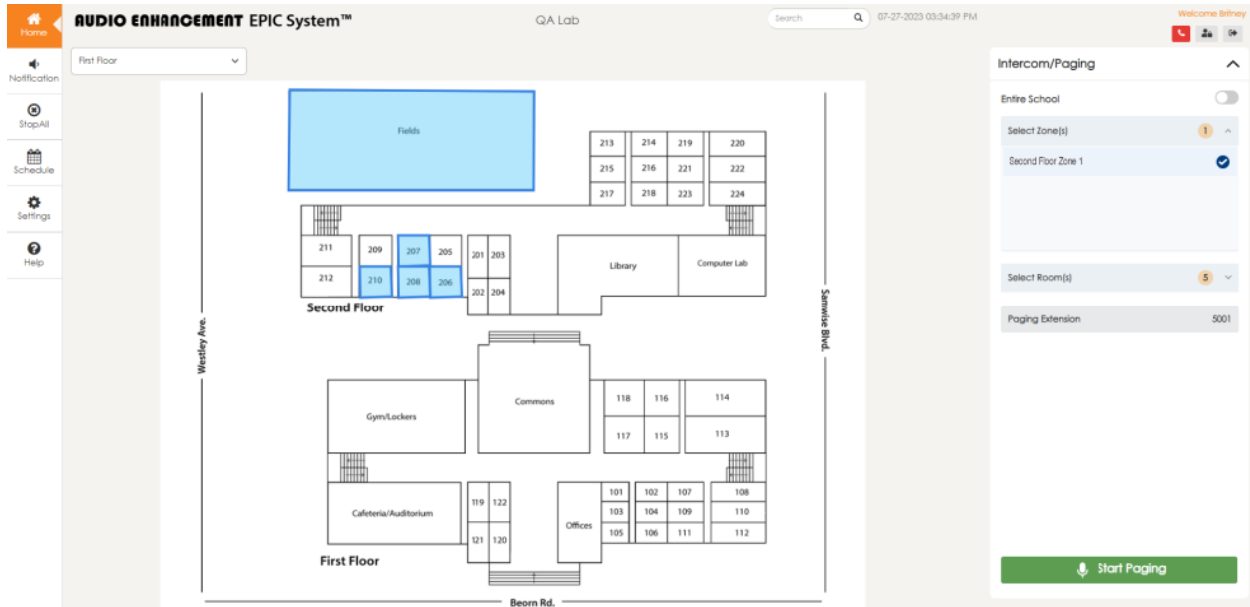 Home
AUDIO ENHANCEMENT EPIC System™
QA Lab
Search
07-27-2023 03:34:39 PM
Welcome Britney
Notification
StopAll
Schedule
Settings
Help
First Floor
Fields
213 214 219 220
215 216 221 222
217 218 223 224
211 209 207 205 201 203
212 210 208 206 202 204
Library
Computer Lab
Second Floor
Westley Ave.
Samwise Blvd.
Commons
Gym/Lockers
118 116 114
117 115 113
Cafeteria/Auditorium
119 122
121 120
Offices
101 102 107 108
103 104 109 110
105 106 111 112
First Floor
Beorn Rd.
Intercom/Paging
Entire School
Select Zone(s) 1
Second Floor Zone 1
Select Room(s) 5
Paging Extension 5001
Start Paging